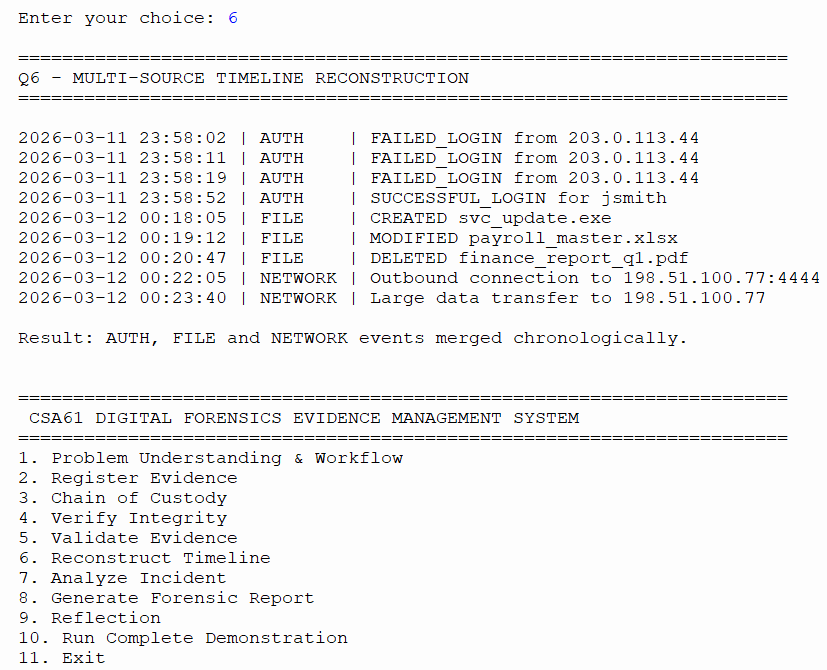 Enter your choice: 6
======================================================================
Q6 - MULTI-SOURCE TIMELINE RECONSTRUCTION
======================================================================
2026-03-11 23:58:02 | AUTH    | FAILED_LOGIN from 203.0.113.44
2026-03-11 23:58:11 | AUTH    | FAILED_LOGIN from 203.0.113.44
2026-03-11 23:58:19 | AUTH    | FAILED_LOGIN from 203.0.113.44
2026-03-11 23:58:52 | AUTH    | SUCCESSFUL_LOGIN for jsmith
2026-03-12 00:18:05 | FILE    | CREATED svc_update.exe
2026-03-12 00:19:12 | FILE    | MODIFIED payroll_master.xlsx
2026-03-12 00:20:47 | FILE    | DELETED finance_report_q1.pdf
2026-03-12 00:22:05 | NETWORK | Outbound connection to 198.51.100.77:4444
2026-03-12 00:23:40 | NETWORK | Large data transfer to 198.51.100.77
Result: AUTH, FILE and NETWORK events merged chronologically.
======================================================================
CSA61 DIGITAL FORENSICS EVIDENCE MANAGEMENT SYSTEM
======================================================================
1. Problem Understanding & Workflow
2. Register Evidence
3. Chain of Custody
4. Verify Integrity
5. Validate Evidence
6. Reconstruct Timeline
7. Analyze Incident
8. Generate Forensic Report
9. Reflection
10. Run Complete Demonstration
11. Exit